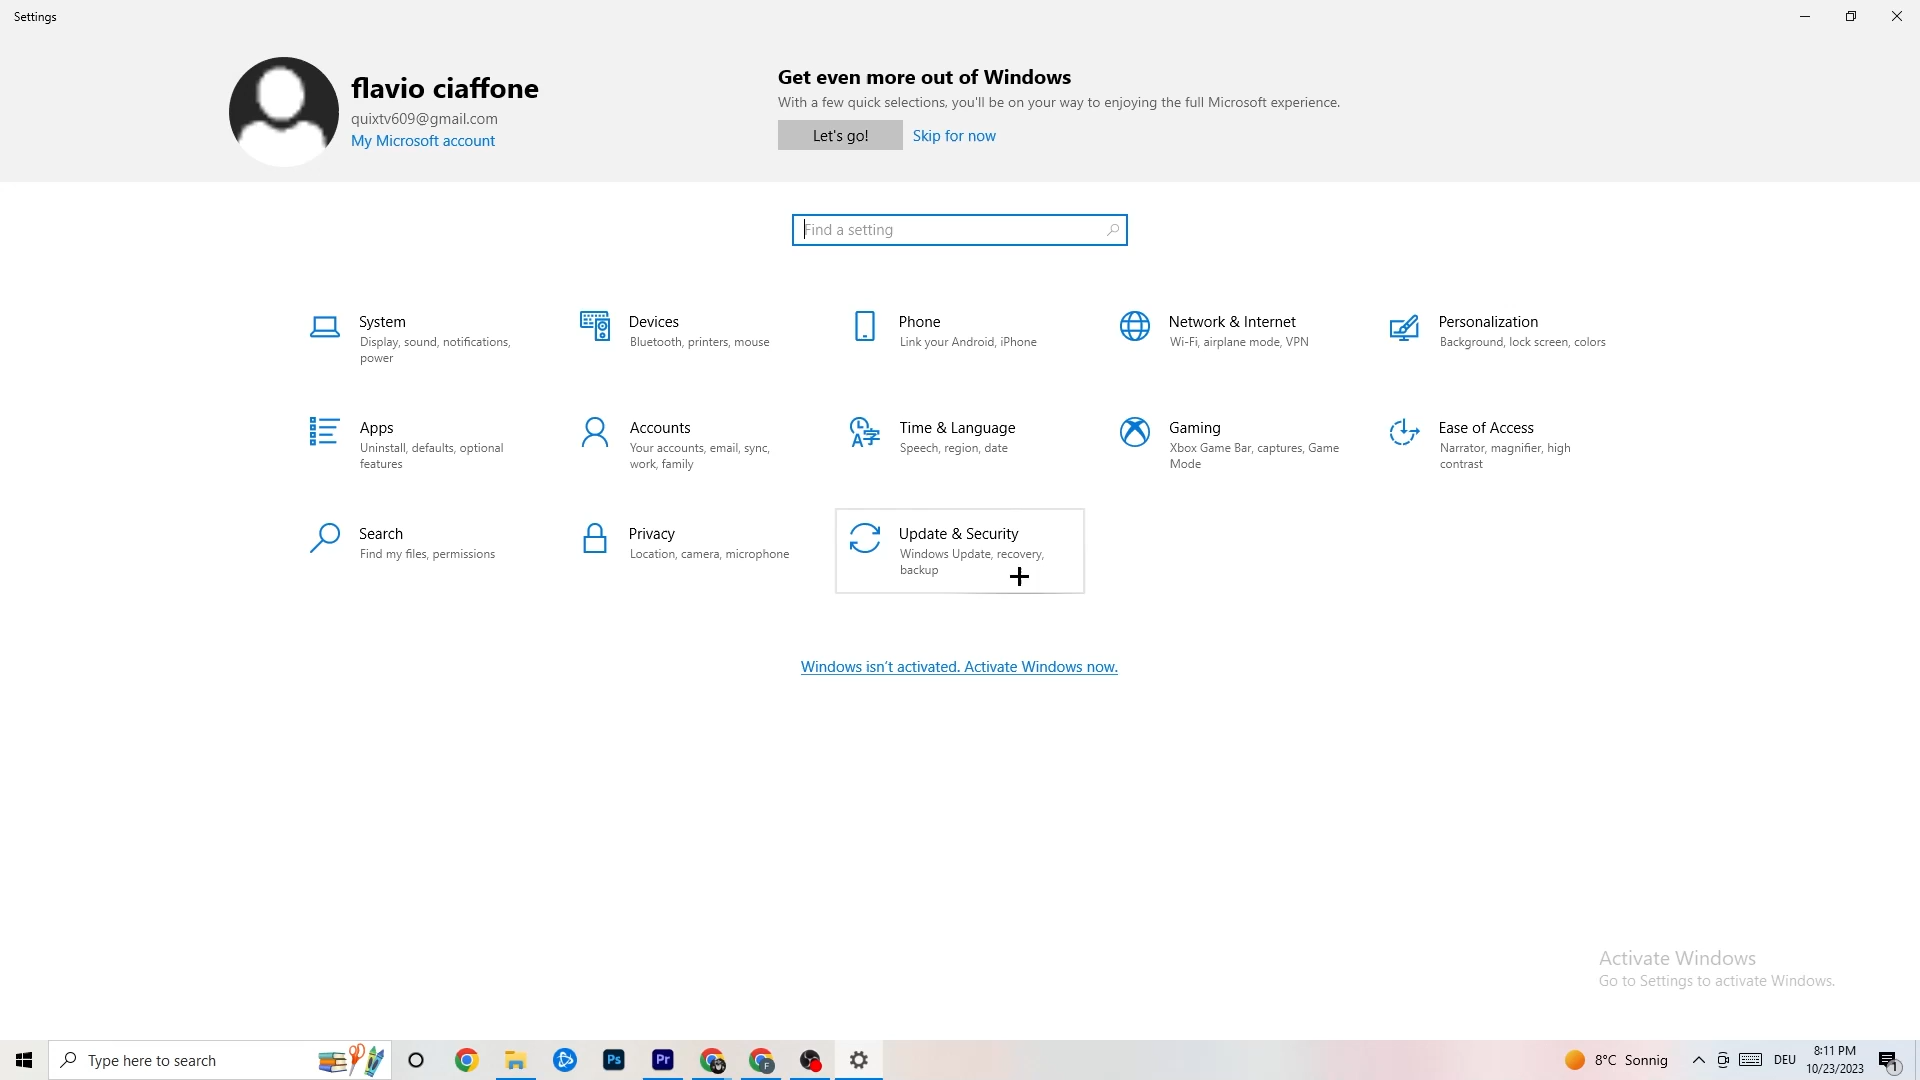 Settings
flavio ciaffone
quixtv609@gmail.com
My Microsoft account
Get even more out of Windows
With a few quick selections, you'll be on your way to enjoying the full Microsoft experience.
Let's go!
Skip for now
Find a setting
System
Display, sound, notifications,
power
Devices
Bluetooth, printers, mouse
Phone
Link your Android, iPhone
Network & Internet
Wi-Fi, airplane mode, VPN
Personalization
Background, lock screen, colors
Apps
Uninstall, defaults, optional
features
Accounts
Your accounts, email, sync,
work, family
Time & Language
Speech, region, date
Gaming
Xbox Game Bar, captures, Game
Mode
Ease of Access
Narrator, magnifier, high
contrast
Search
Find my files, permissions
Privacy
Location, camera, microphone
Update & Security
Windows Update, recovery,
backup
Windows isn't activated. Activate Windows now.
Activate Windows
Go to Settings to activate Windows.
Type here to search
Ps
Pr
F
8°C Sonnig
DEU
8:11 PM
10/23/2023
1